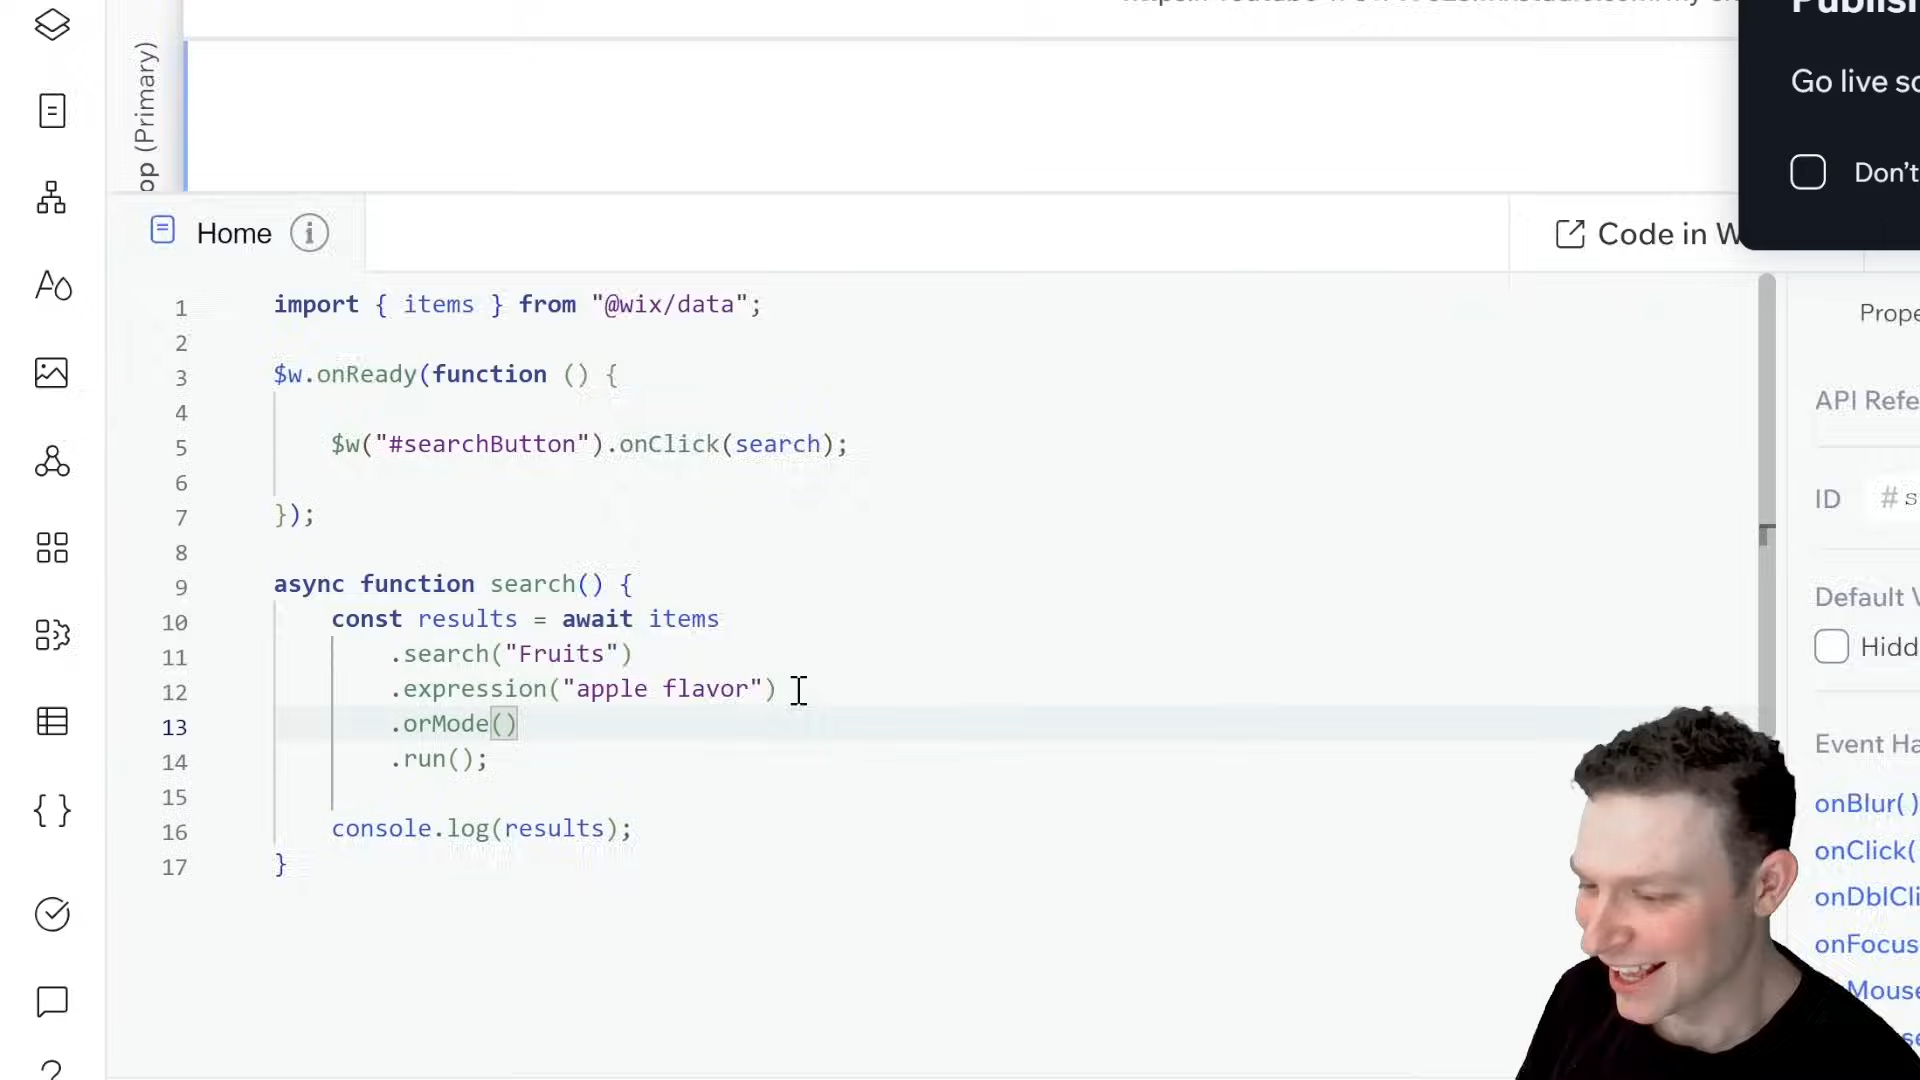 Publish
Go live so
Don't
op (Primary)
Home
Code in W
1 import { items } from "@wix/data";
2
3 $w.onReady(function () {
4
5 $w("#searchButton").onClick(search);
6
7 });
8
9 async function search() {
10 const results = await items
11 .search("Fruits")
12 .expression("apple flavor")
13 .orMode()
14 .run();
15
16 console.log(results);
17 }
Prope
API Refe
ID # s
Default V
Hidd
Event Ha
onBlur()
onClick(
onDblCli
onFocus
Mouse